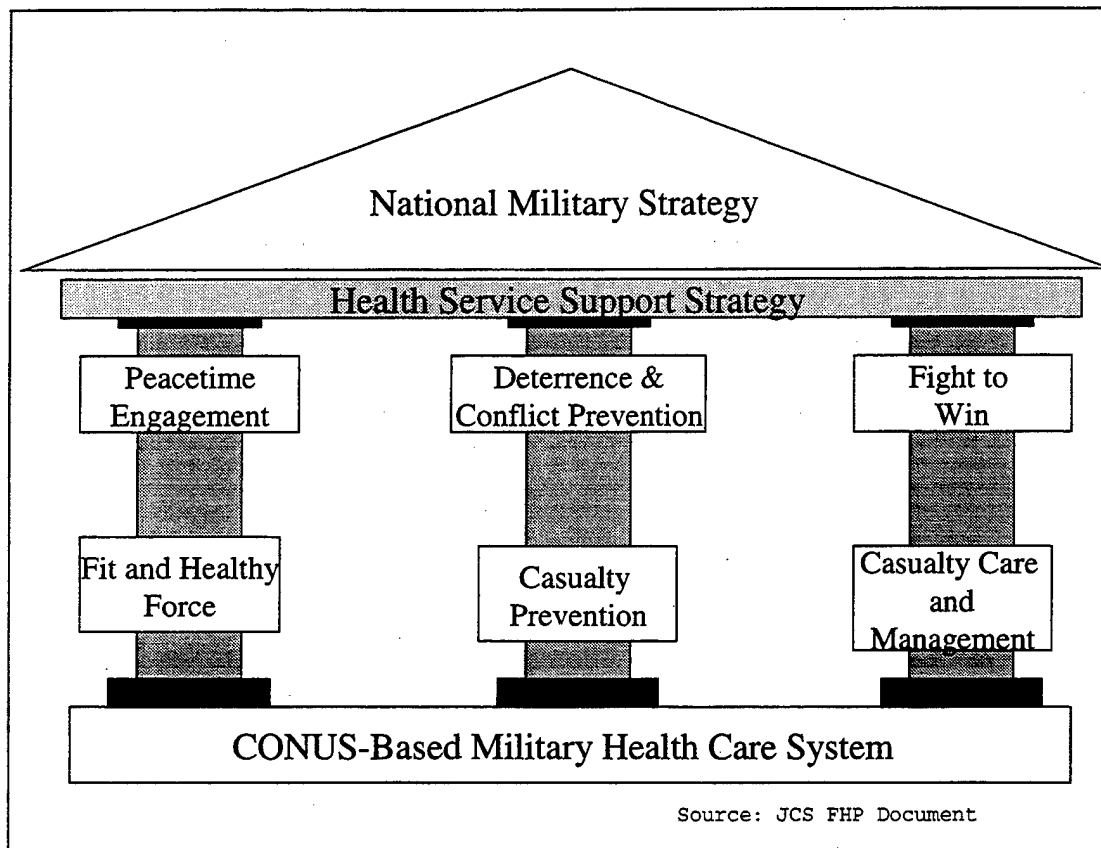 National Military Strategy
Health Service Support Strategy
Peacetime
Engagement
Deterrence &
Conflict Prevention
Fight to
Win
Fit and Healthy
Force
Casualty
Prevention
Casualty Care
and
Management
CONUS-Based Military Health Care System
Source: JCS FHP Document